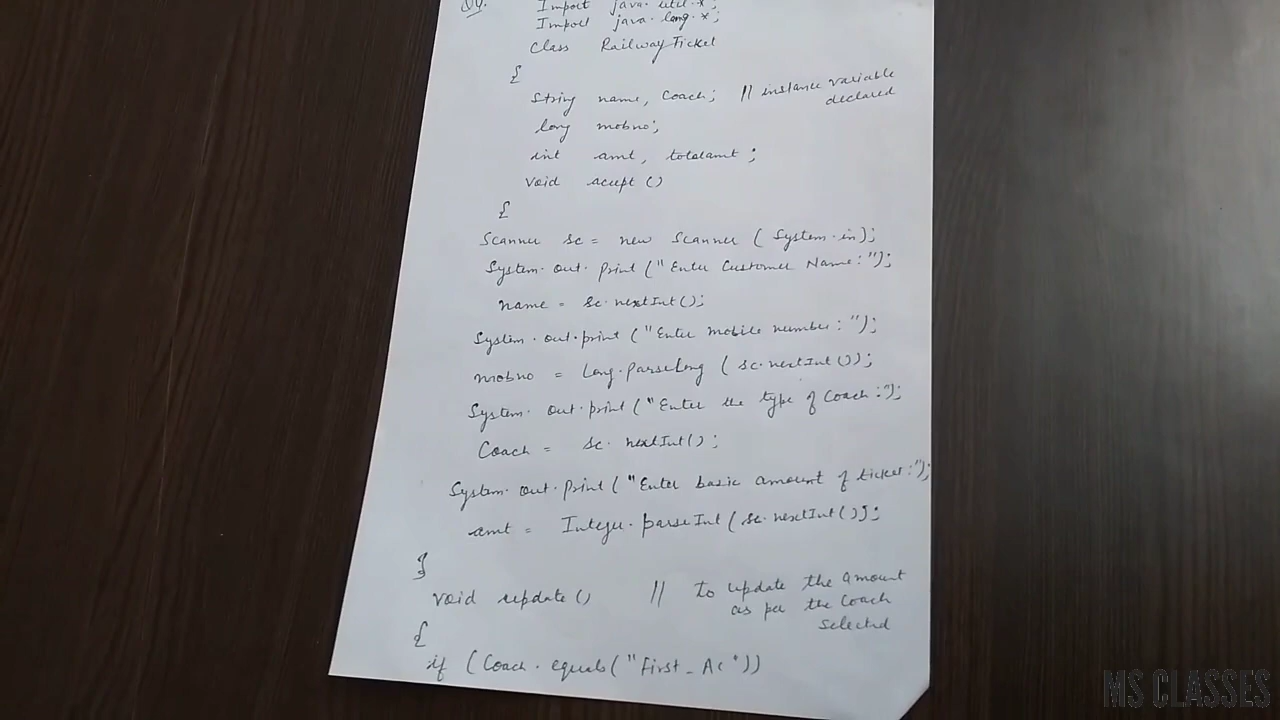 Q4. Import java.util.*;
Import java.lang.*;
Class RailwayTicket
{
String name, Coach; // instance variable
declared
long mobno;
int amt, totalamt;
void accept ()
{
Scanner sc = new Scanner (System.in);
System.out.print ("Enter Customer Name:");
name = sc.nextInt();
System.out.print ("Enter mobile number:");
mobno = Long.parseLong (sc.nextInt());
System.out.print ("Enter the type of Coach:");
Coach = sc.nextInt();
System.out.print ("Enter basic amount of ticket:");
amt = Integer.parseInt (sc.nextInt());
}
void update () // to update the amount
as per the Coach
selected
{
if (Coach.equals("First_Ac"))
MS CLASSES